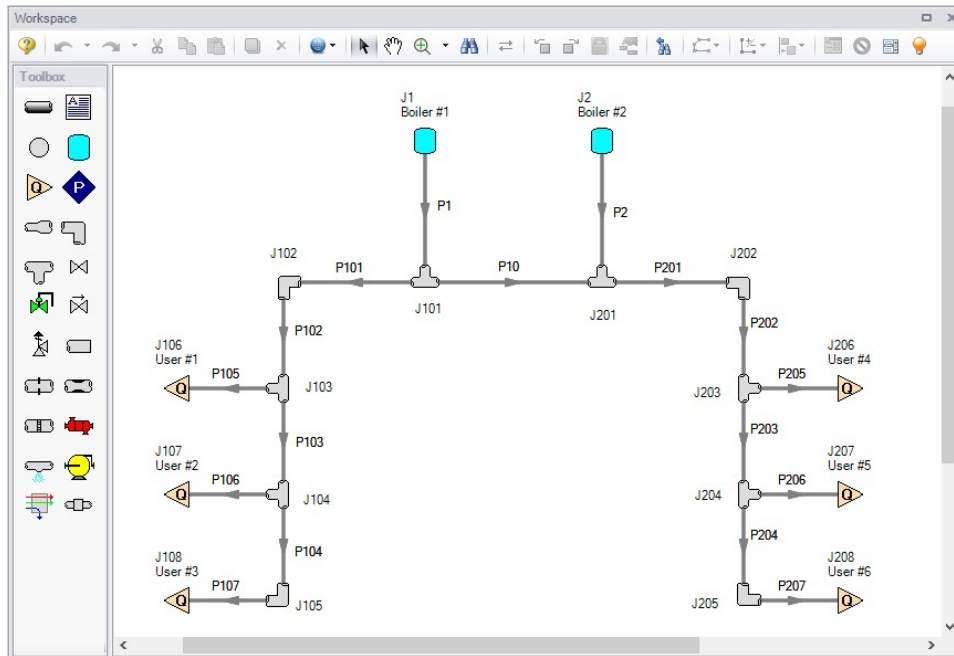 Workspace
Toolbox
A
Q
P
J1
Boiler #1
J2
Boiler #2
P1
P2
J102
P101
P10
P201
J202
J101
J201
P102
P202
J106
User #1
P105
Q
J103
J203
P205
J206
User #4
Q
P103
P203
J107
User #2
P106
Q
J104
J204
P206
J207
User #5
Q
P104
P204
J108
User #3
P107
Q
J105
J205
P207
J208
User #6
Q